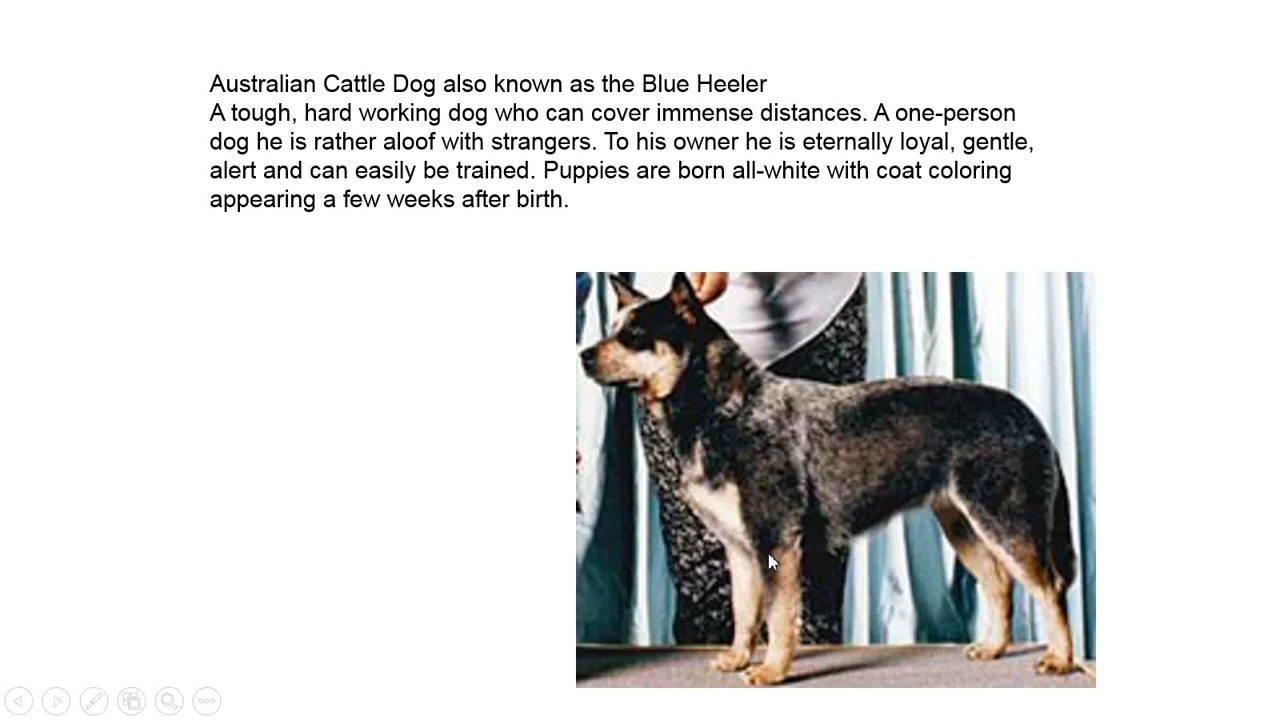 Australian Cattle Dog also known as the Blue Heeler
A tough, hard working dog who can cover immense distances. A one-person
dog he is rather aloof with strangers. To his owner he is eternally loyal, gentle,
alert and can easily be trained. Puppies are born all-white with coat coloring
appearing a few weeks after birth.